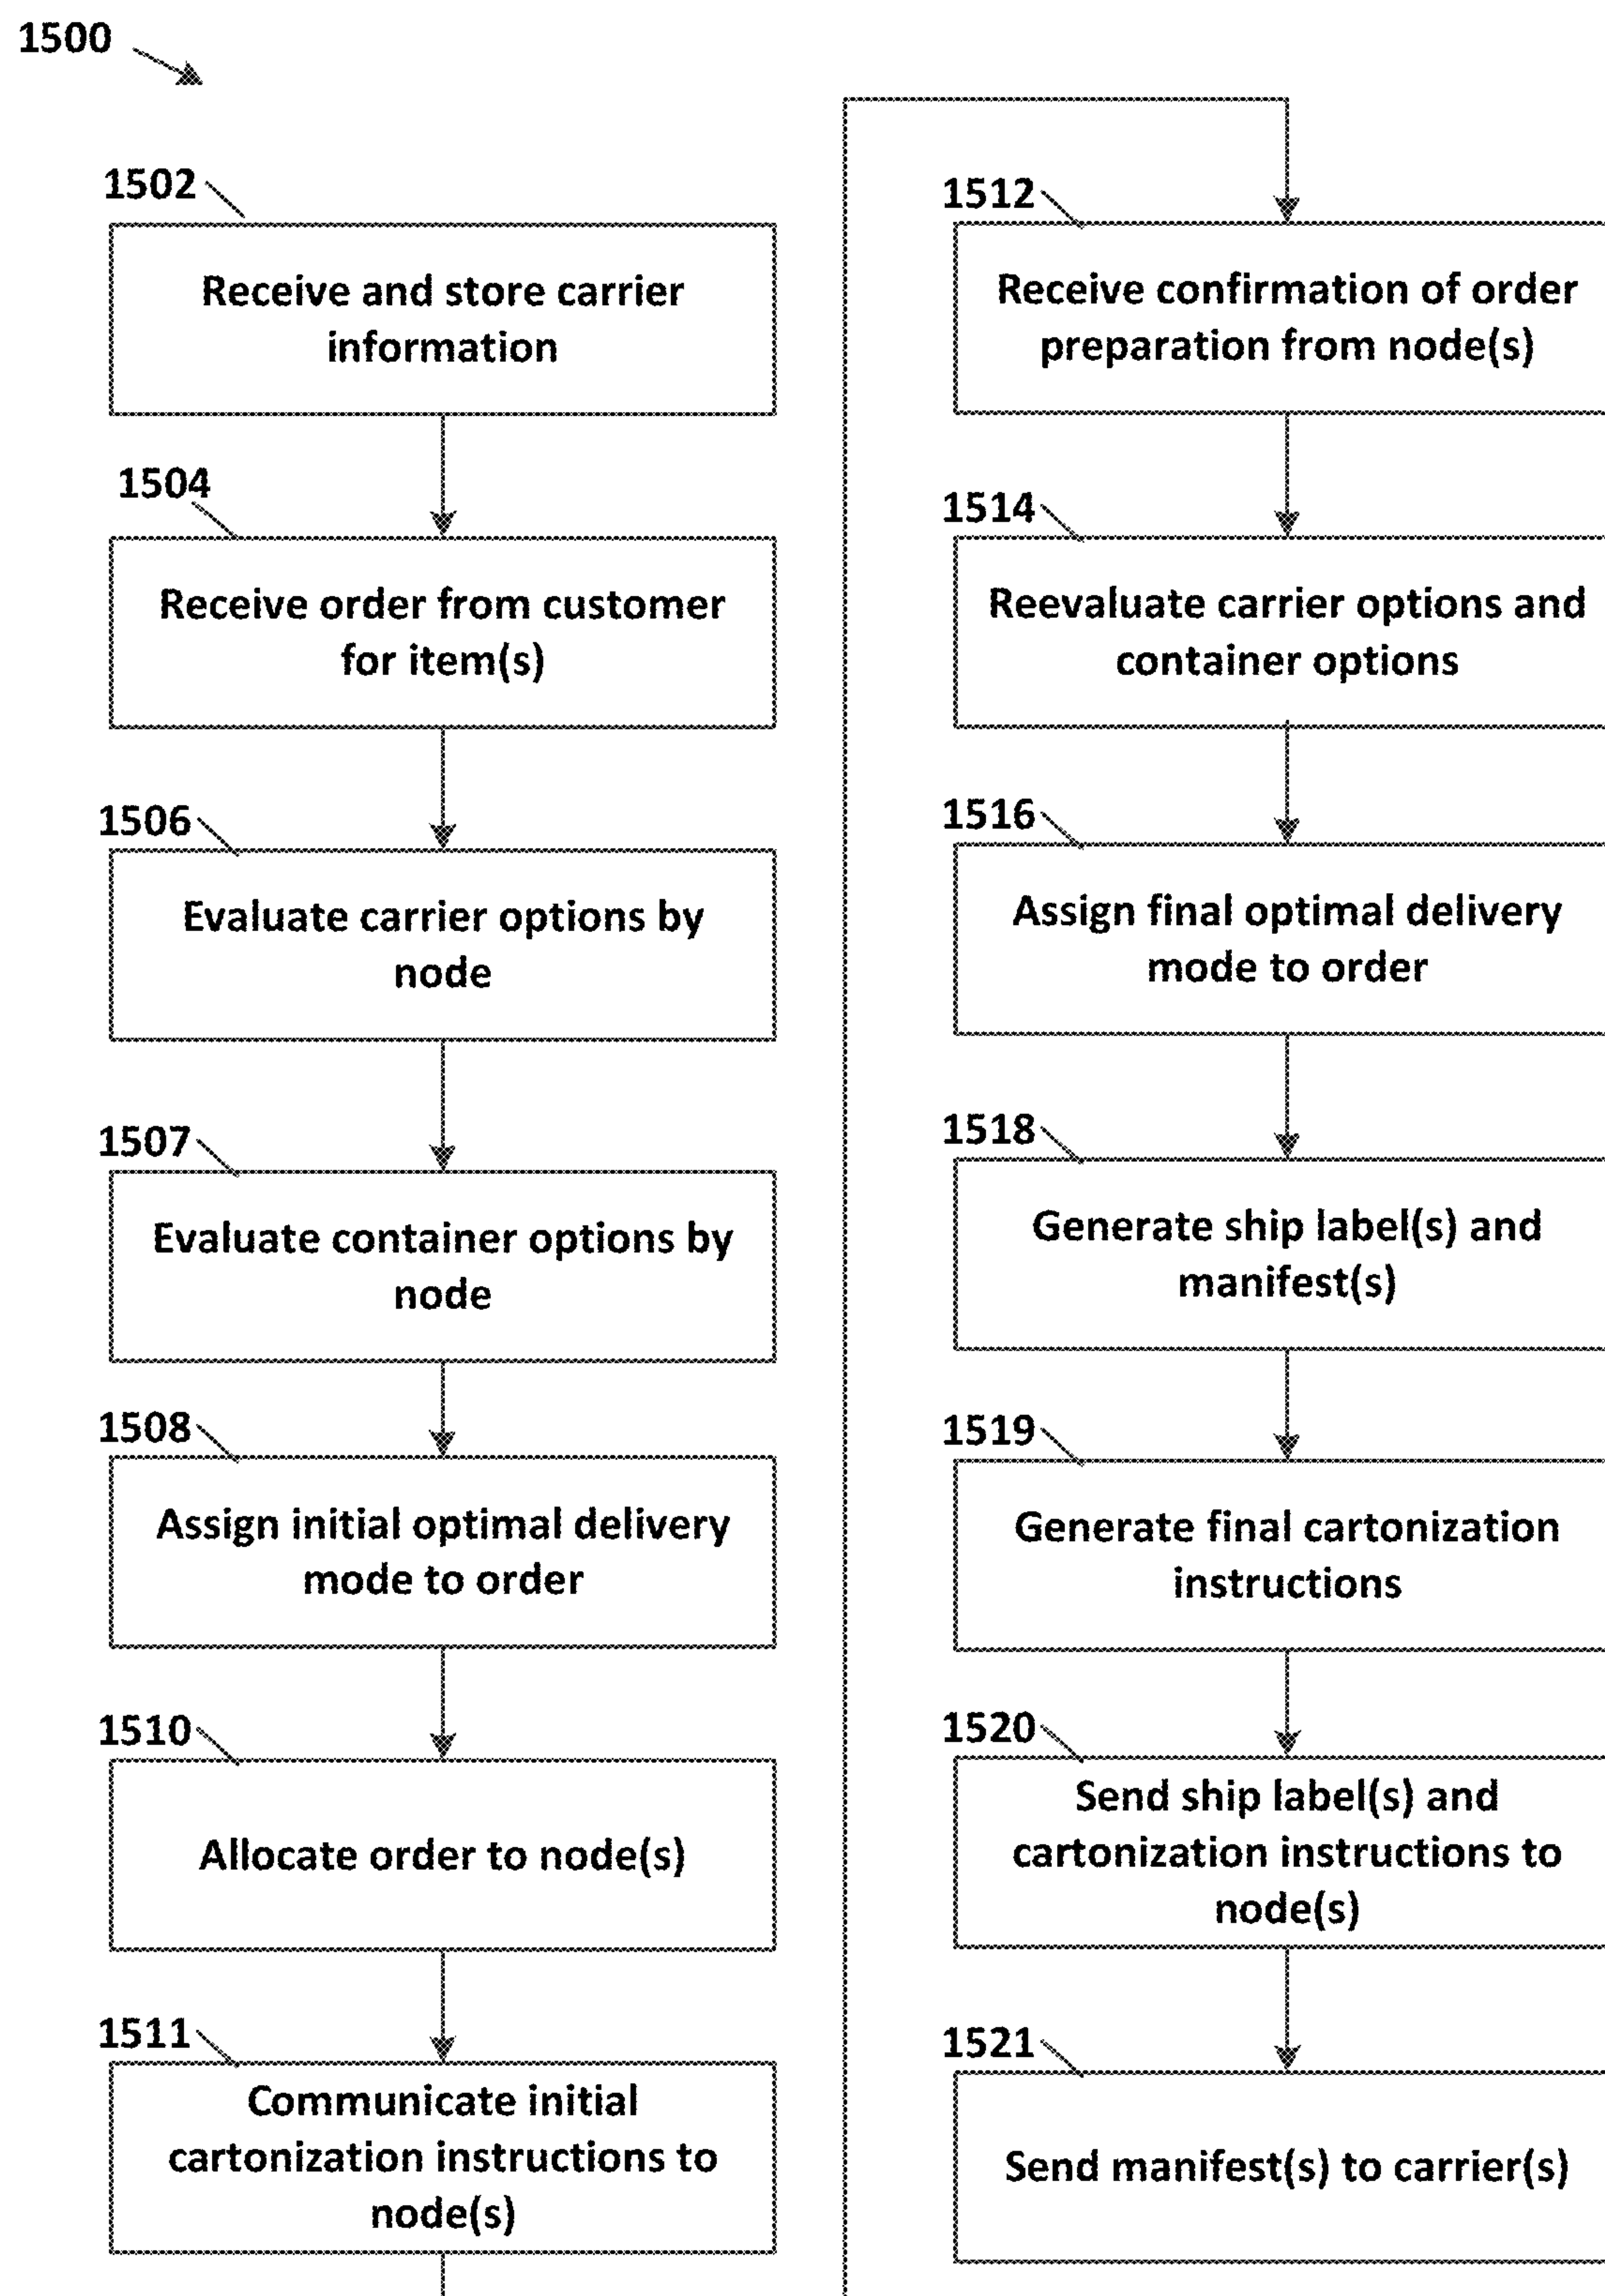 1500
1502
Receive and store carrier
information
1504
Receive order from customer
for item(s)
1506
Evaluate carrier options by
node
1507
Evaluate container options by
node
1508
Assign initial optimal delivery
mode to order
1510
Allocate order to node(s)
1511
Communicate initial
cartonization instructions to
node(s)
1512
Receive confirmation of order
preparation from node(s)
1514
Reevaluate carrier options and
container options
1516
Assign final optimal delivery
mode to order
1518
Generate ship label(s) and
manifest(s)
1519
Generate final cartonization
instructions
1520
Send ship label(s) and
cartonization instructions to
node(s)
1521
Send manifest(s) to carrier(s)